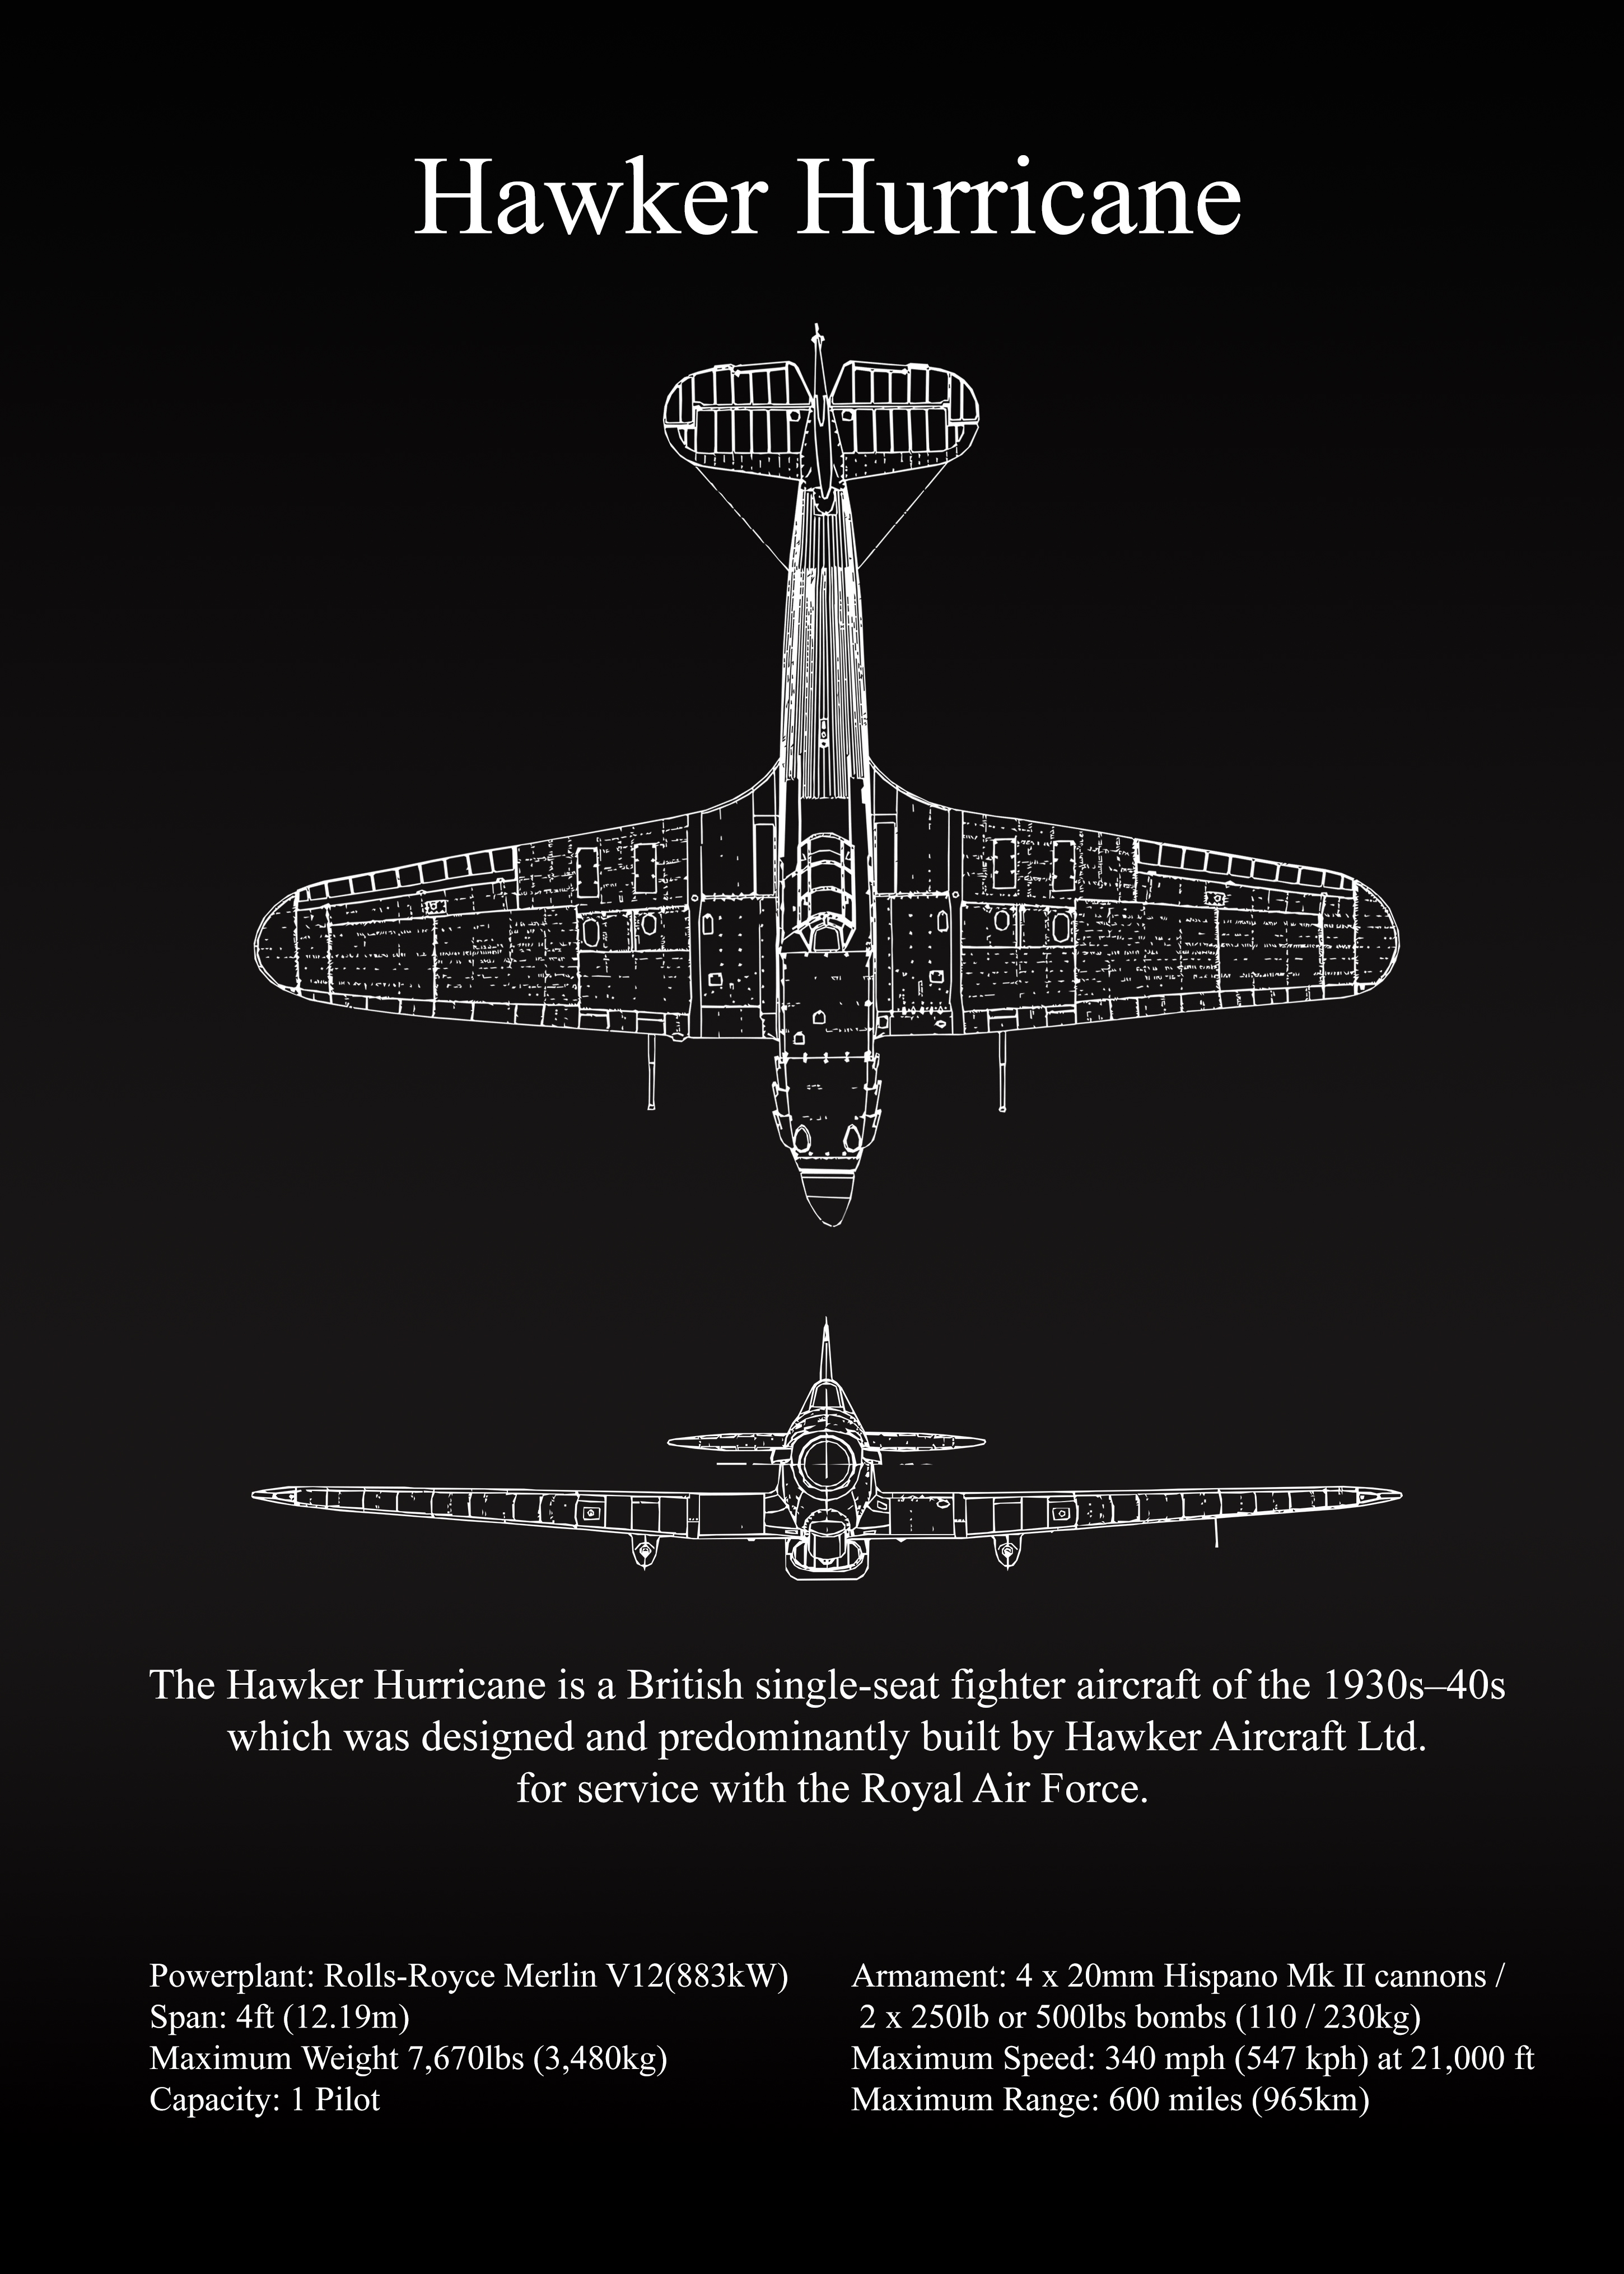 Hawker Hurricane
The Hawker Hurricane is a British single-seat fighter aircraft of the 1930s–40s
which was designed and predominantly built by Hawker Aircraft Ltd.
for service with the Royal Air Force.
Powerplant: Rolls-Royce Merlin V12(883kW)
Span: 4ft (12.19m)
Maximum Weight 7,670lbs (3,480kg)
Capacity: 1 Pilot
Armament: 4 x 20mm Hispano Mk II cannons /
2 x 250lb or 500lbs bombs (110 / 230kg)
Maximum Speed: 340 mph (547 kph) at 21,000 ft
Maximum Range: 600 miles (965km)